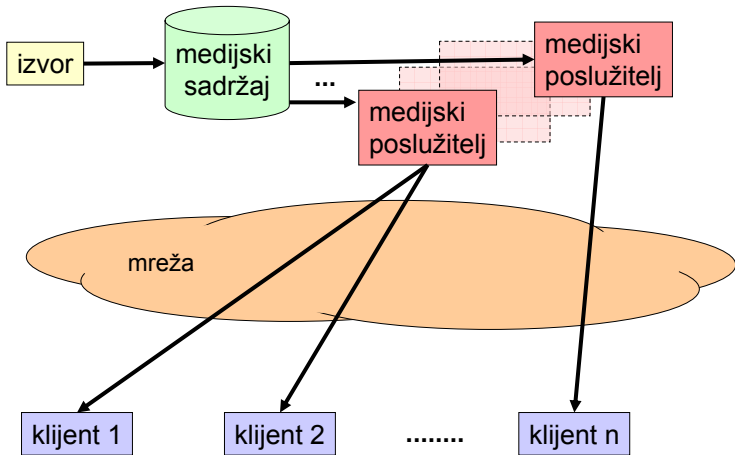 izvor
medijski
sadržaj
...
medijski
poslužitelj
medijski
poslužitelj
mreža
klijent 1
klijent 2
........
klijent n